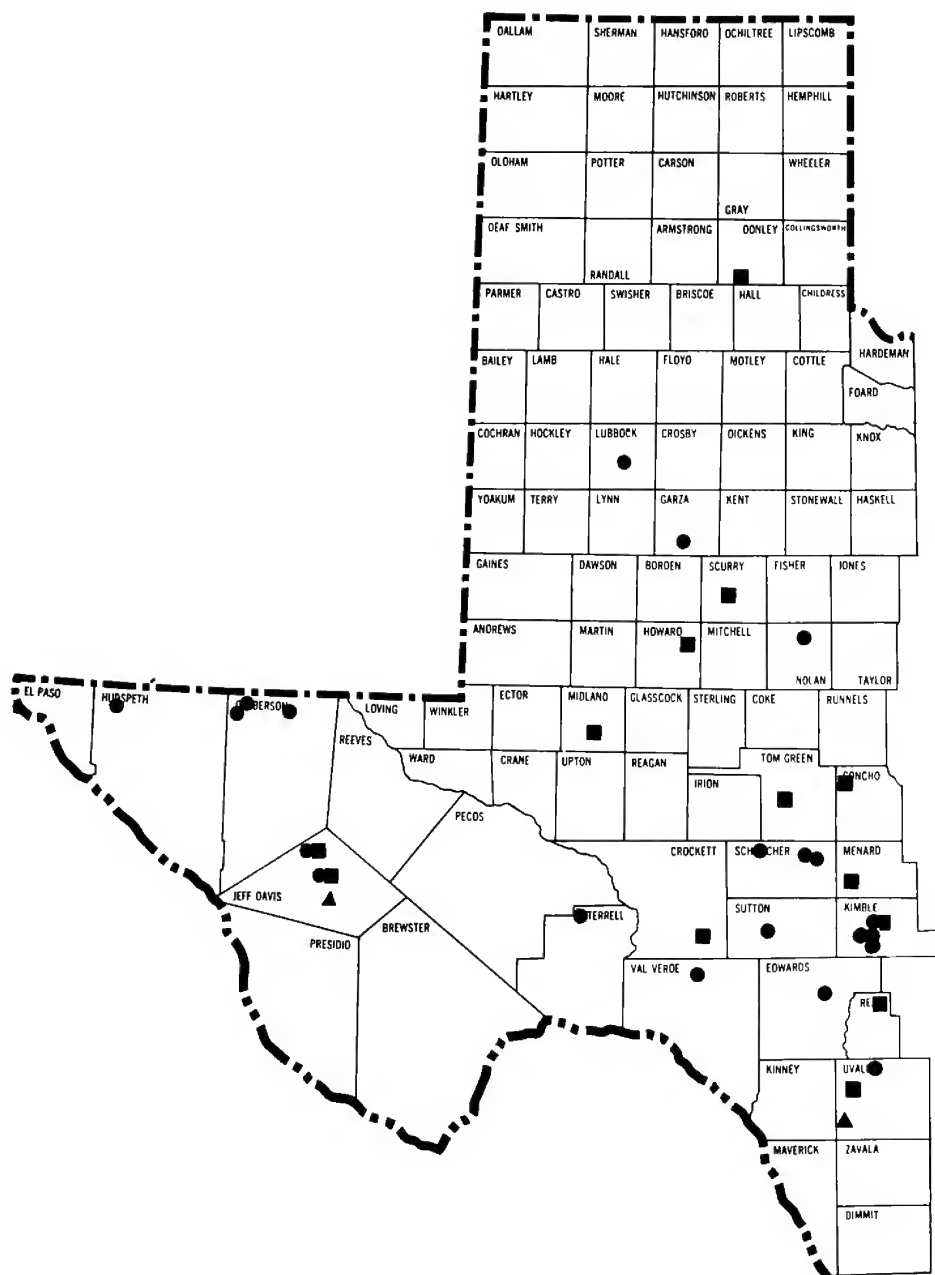 DALLAM SHERMAN HANSFORD OCHILTREE LIPSCOMB
HARTLEY MOORE HUTCHINSON ROBERTS HEMPHILL
OLDHAM POTTER CARSON WHEELER
GRAY
DEAF SMITH ARMSTRONG DONLEY COLLINGSWORTH
RANDALL
PARMER CASTRO SWISHER BRISCOE HALL CHILDRESS
HARDEMAN
BAILEY LAMB HALE FLOYD MOTLEY COTTLE
FOARD
COCHRAN HOCKLEY LUBBOCK CROSBY DICKENS KING KNOX
YOAKUM TERRY LYNN GARZA KENT STONEWALL HASKELL
GAINES DAWSON BORDEN SCURRY FISHER JONES
ANDREWS MARTIN HOWARD MITCHELL
NOLAN TAYLOR
EL PASO HUDSPETH LOVING WINKLER ECTOR MIDLAND GLASSCOCK STERLING COKE RUNNELS
REEVES
WARD CRANE UPTON REAGAN IRION TOM GREEN CONCHO
PECOS
CROCKETT MENARD
JEFF DAVIS SUTTON KIMBLE
PRESIDIO BREWSTER TERRELL
VAL VERDE EDWARDS
KINNEY
MAVERICK ZAVALA
DIMMIT